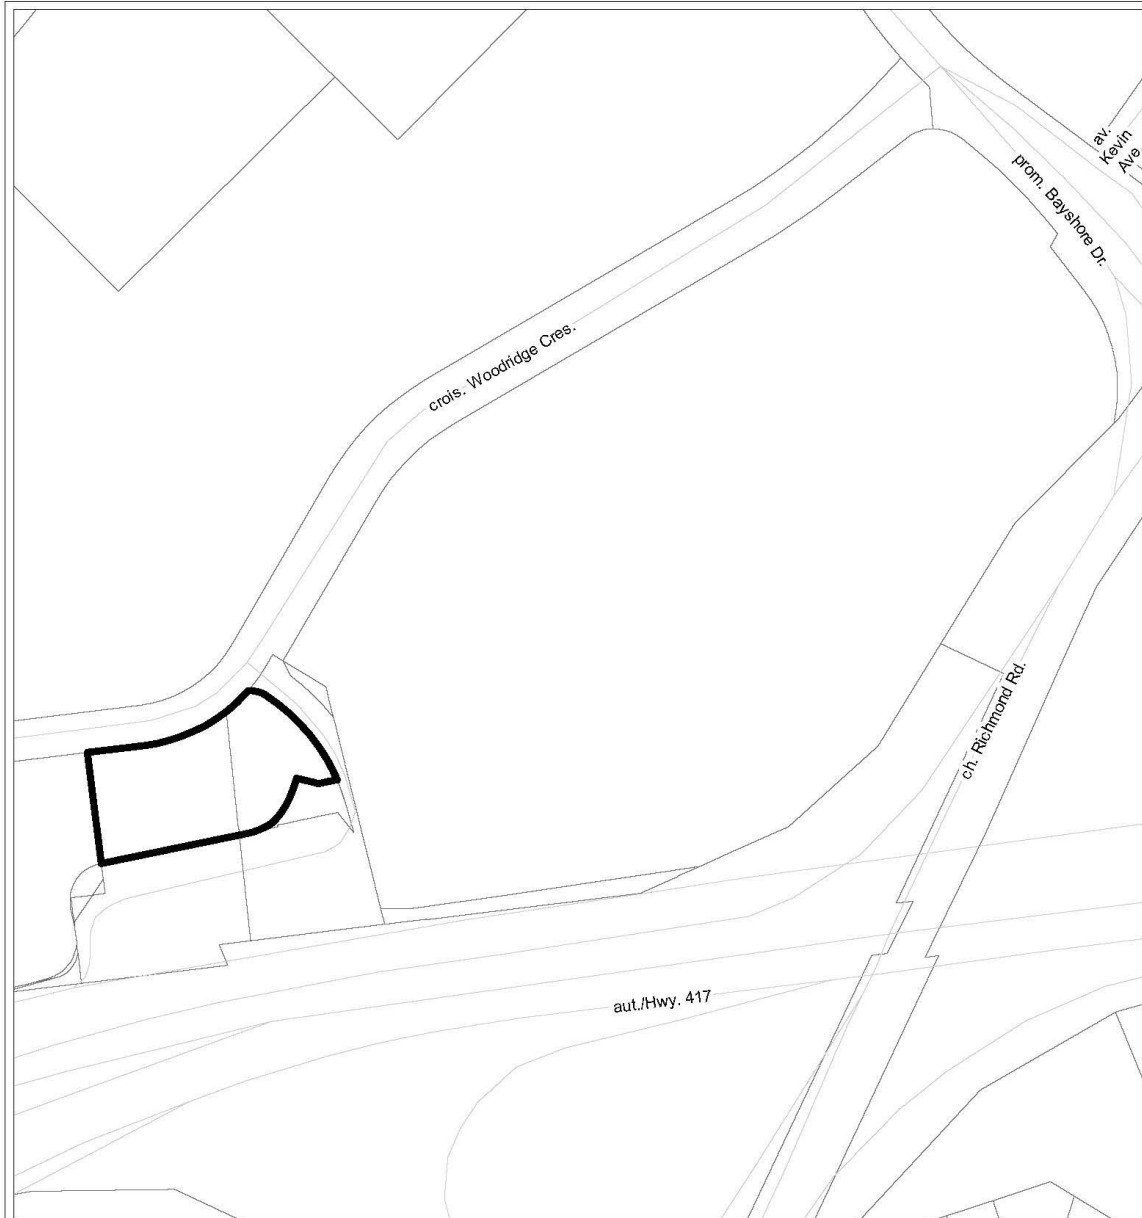 av.
Kevin
Ave
prom. Bayshore Dr.
crois. Woodridge Cres.
ch. Richmond Rd.
aut./Hwy. 417